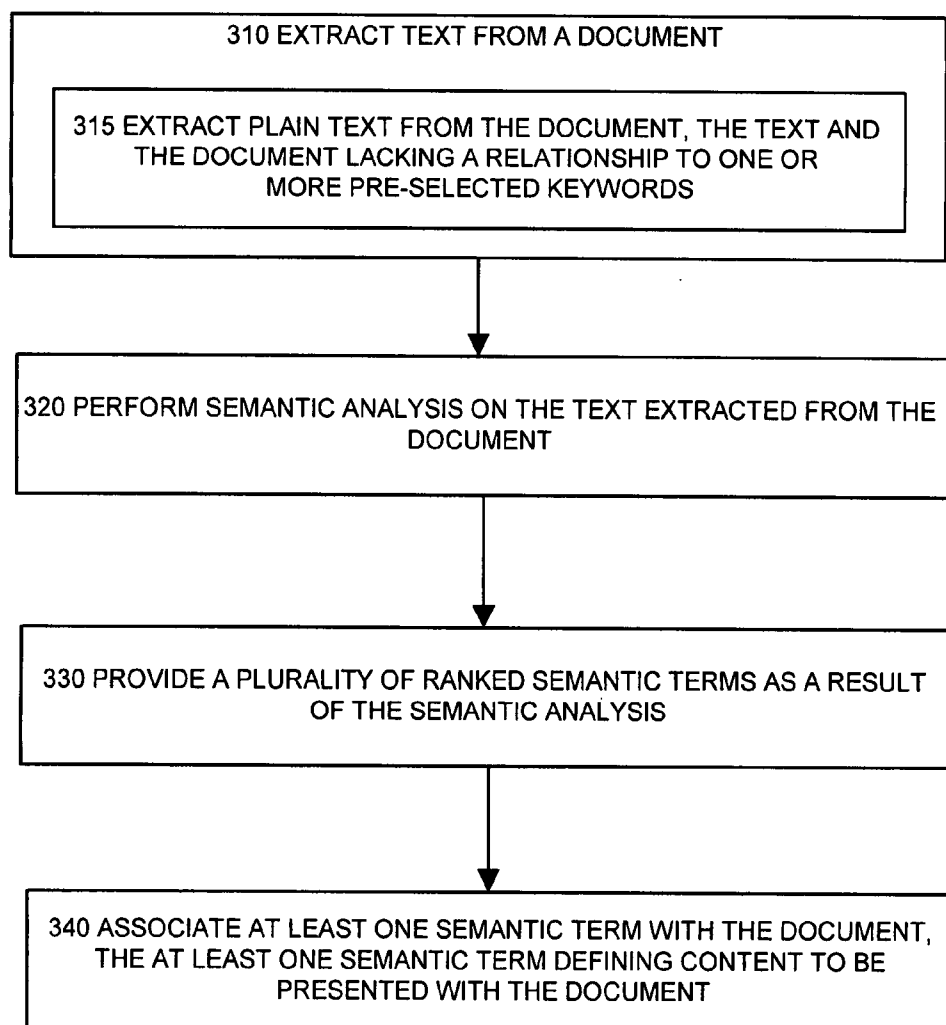 310 EXTRACT TEXT FROM A DOCUMENT
315 EXTRACT PLAIN TEXT FROM THE DOCUMENT, THE TEXT AND
THE DOCUMENT LACKING A RELATIONSHIP TO ONE OR
MORE PRE-SELECTED KEYWORDS
320 PERFORM SEMANTIC ANALYSIS ON THE TEXT EXTRACTED FROM THE
DOCUMENT
330 PROVIDE A PLURALITY OF RANKED SEMANTIC TERMS AS A RESULT
OF THE SEMANTIC ANALYSIS
340 ASSOCIATE AT LEAST ONE SEMANTIC TERM WITH THE DOCUMENT,
THE AT LEAST ONE SEMANTIC TERM DEFINING CONTENT TO BE
PRESENTED WITH THE DOCUMENT